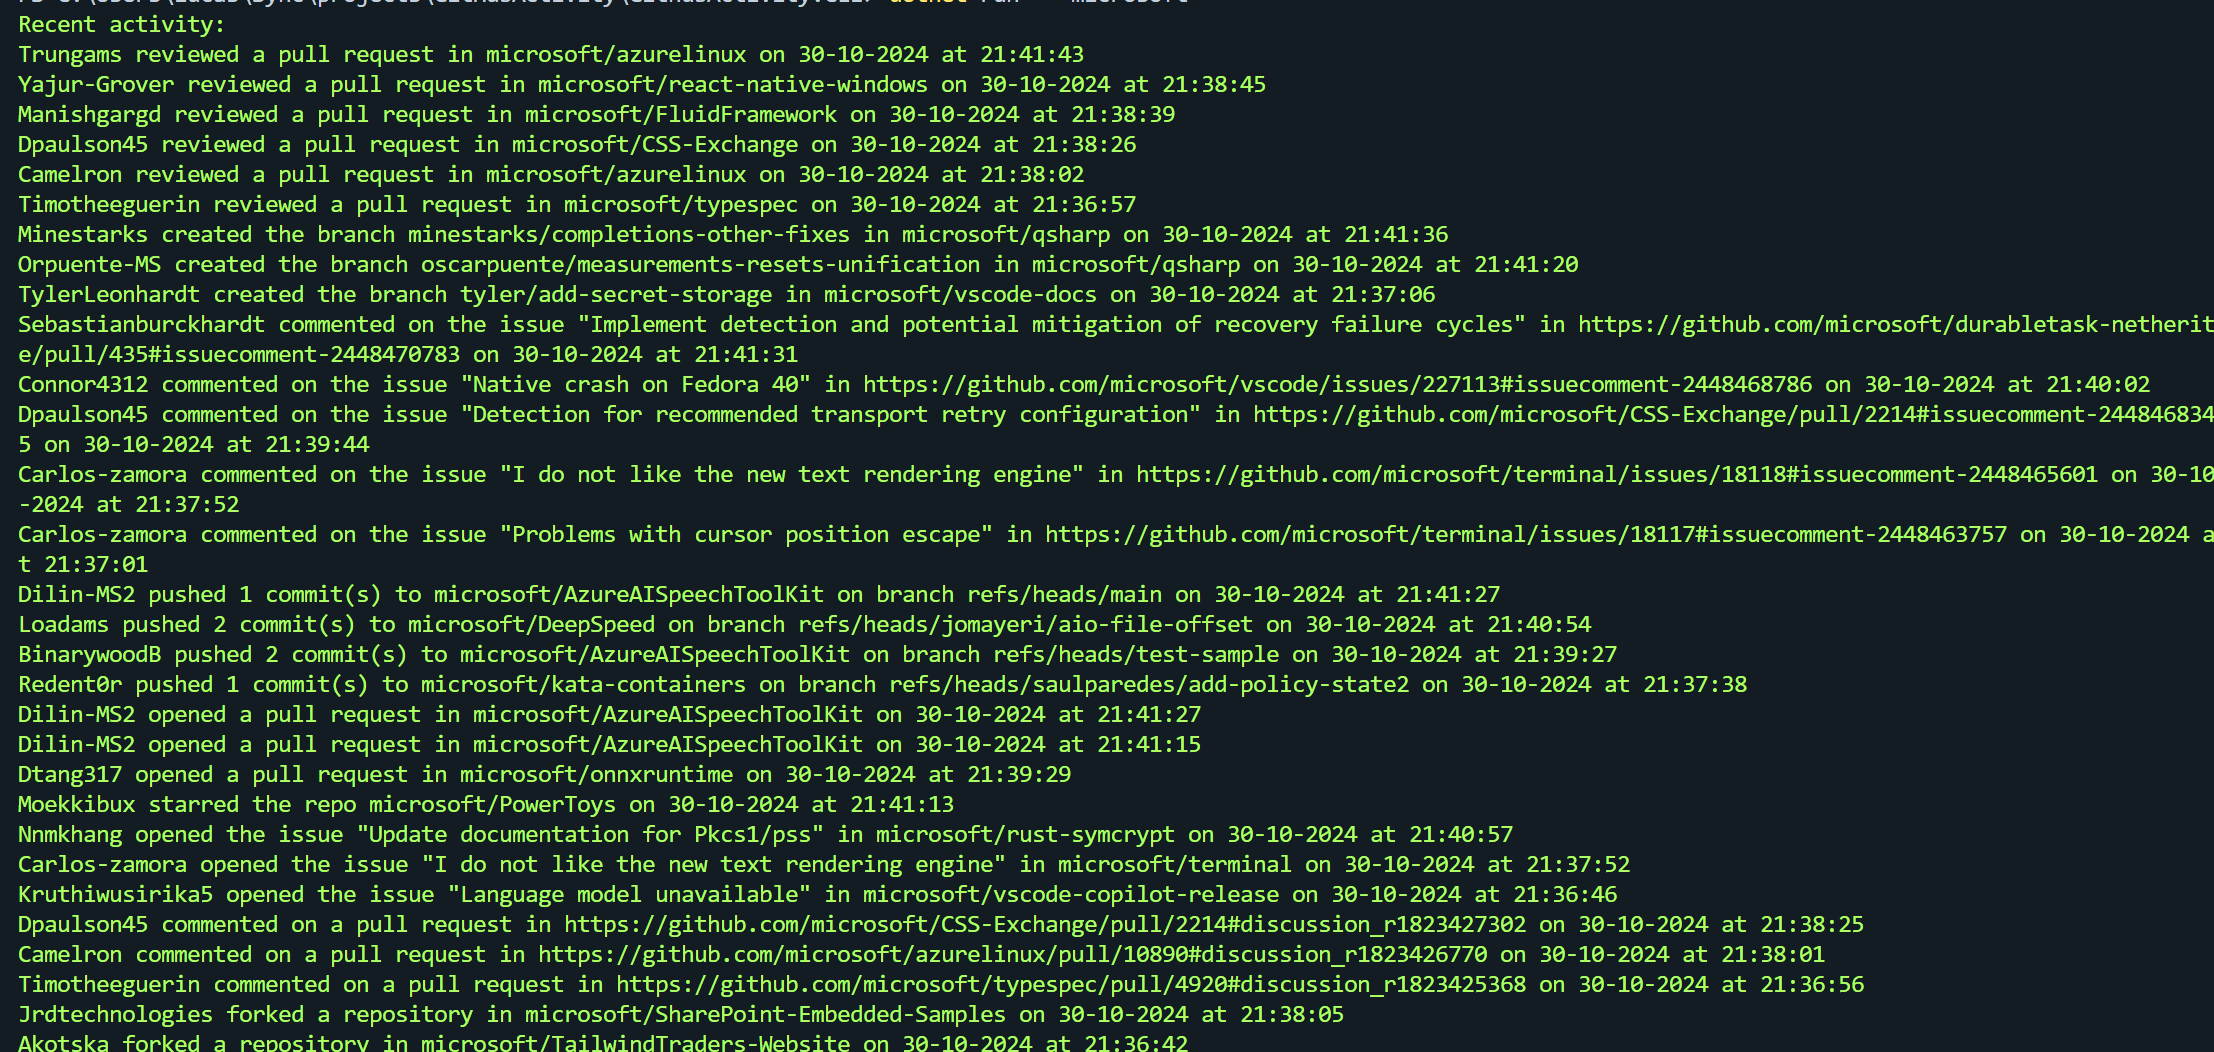 Recent activity:
Trungams reviewed a pull request in microsoft/azurelinux on 30-10-2024 at 21:41:43
Yajur-Grover reviewed a pull request in microsoft/react-native-windows on 30-10-2024 at 21:38:45
Manishgargd reviewed a pull request in microsoft/FluidFramework on 30-10-2024 at 21:38:39
Dpaulson45 reviewed a pull request in microsoft/CSS-Exchange on 30-10-2024 at 21:38:26
Camelron reviewed a pull request in microsoft/azurelinux on 30-10-2024 at 21:38:02
Timotheeguerin reviewed a pull request in microsoft/typespec on 30-10-2024 at 21:36:57
Minestarks created the branch minestarks/completions-other-fixes in microsoft/qsharp on 30-10-2024 at 21:41:36
Orpuente-MS created the branch oscarpuente/measurements-resets-unification in microsoft/qsharp on 30-10-2024 at 21:41:20
TylerLeonhardt created the branch tyler/add-secret-storage in microsoft/vscode-docs on 30-10-2024 at 21:37:06
Sebastianburckhardt commented on the issue "Implement detection and potential mitigation of recovery failure cycles" in https://github.com/microsoft/durabletask-netherit
e/pull/435#issuecomment-2448470783 on 30-10-2024 at 21:41:31
Connor4312 commented on the issue "Native crash on Fedora 40" in https://github.com/microsoft/vscode/issues/227113#issuecomment-2448468786 on 30-10-2024 at 21:40:02
Dpaulson45 commented on the issue "Detection for recommended transport retry configuration" in https://github.com/microsoft/CSS-Exchange/pull/2214#issuecomment-244846834
5 on 30-10-2024 at 21:39:44
Carlos-zamora commented on the issue "I do not like the new text rendering engine" in https://github.com/microsoft/terminal/issues/18118#issuecomment-2448465601 on 30-10
-2024 at 21:37:52
Carlos-zamora commented on the issue "Problems with cursor position escape" in https://github.com/microsoft/terminal/issues/18117#issuecomment-2448463757 on 30-10-2024 a
t 21:37:01
Dilin-MS2 pushed 1 commit(s) to microsoft/AzureAISpeechToolKit on branch refs/heads/main on 30-10-2024 at 21:41:27
Loadams pushed 2 commit(s) to microsoft/DeepSpeed on branch refs/heads/jomayeri/aio-file-offset on 30-10-2024 at 21:40:54
BinarywoodB pushed 2 commit(s) to microsoft/AzureAISpeechToolKit on branch refs/heads/test-sample on 30-10-2024 at 21:39:27
Redent0r pushed 1 commit(s) to microsoft/kata-containers on branch refs/heads/saulparedes/add-policy-state2 on 30-10-2024 at 21:37:38
Dilin-MS2 opened a pull request in microsoft/AzureAISpeechToolKit on 30-10-2024 at 21:41:27
Dilin-MS2 opened a pull request in microsoft/AzureAISpeechToolKit on 30-10-2024 at 21:41:15
Dtang317 opened a pull request in microsoft/onnxruntime on 30-10-2024 at 21:39:29
Moekkibux starred the repo microsoft/PowerToys on 30-10-2024 at 21:41:13
Nnmkhang opened the issue "Update documentation for Pkcs1/pss" in microsoft/rust-symcrypt on 30-10-2024 at 21:40:57
Carlos-zamora opened the issue "I do not like the new text rendering engine" in microsoft/terminal on 30-10-2024 at 21:37:52
Kruthiwusirika5 opened the issue "Language model unavailable" in microsoft/vscode-copilot-release on 30-10-2024 at 21:36:46
Dpaulson45 commented on a pull request in https://github.com/microsoft/CSS-Exchange/pull/2214#discussion_r1823427302 on 30-10-2024 at 21:38:25
Camelron commented on a pull request in https://github.com/microsoft/azurelinux/pull/10890#discussion_r1823426770 on 30-10-2024 at 21:38:01
Timotheeguerin commented on a pull request in https://github.com/microsoft/typespec/pull/4920#discussion_r1823425368 on 30-10-2024 at 21:36:56
Jrdtechnologies forked a repository in microsoft/SharePoint-Embedded-Samples on 30-10-2024 at 21:38:05
Akotska forked a repository in microsoft/TailwindTraders-Website on 30-10-2024 at 21:36:42